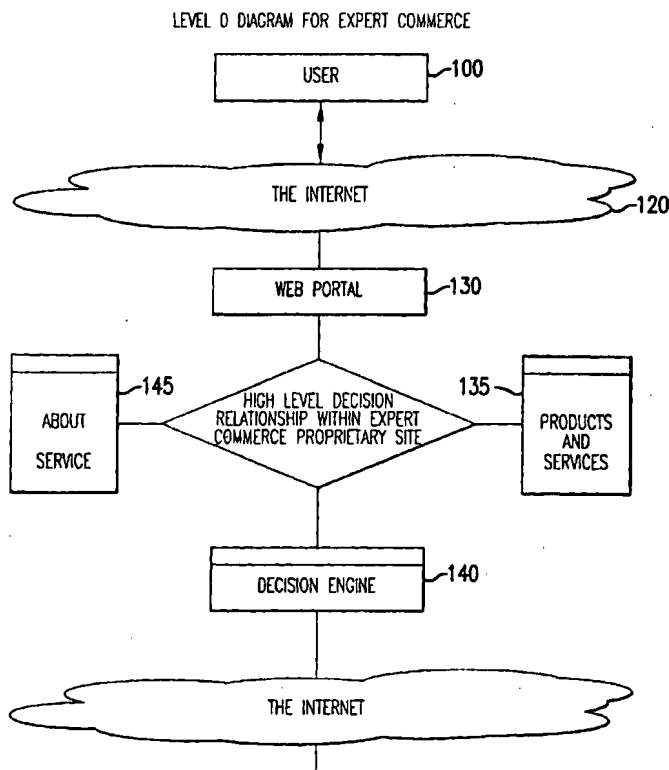 LEVEL 0 DIAGRAM FOR EXPERT COMMERCE
USER
100
THE INTERNET
120
WEB PORTAL
130
145
ABOUT
SERVICE
HIGH LEVEL DECISION
RELATIONSHIP WITHIN EXPERT
COMMERCE PROPRIETARY SITE
135
PRODUCTS
AND
SERVICES
DECISION ENGINE
140
THE INTERNET